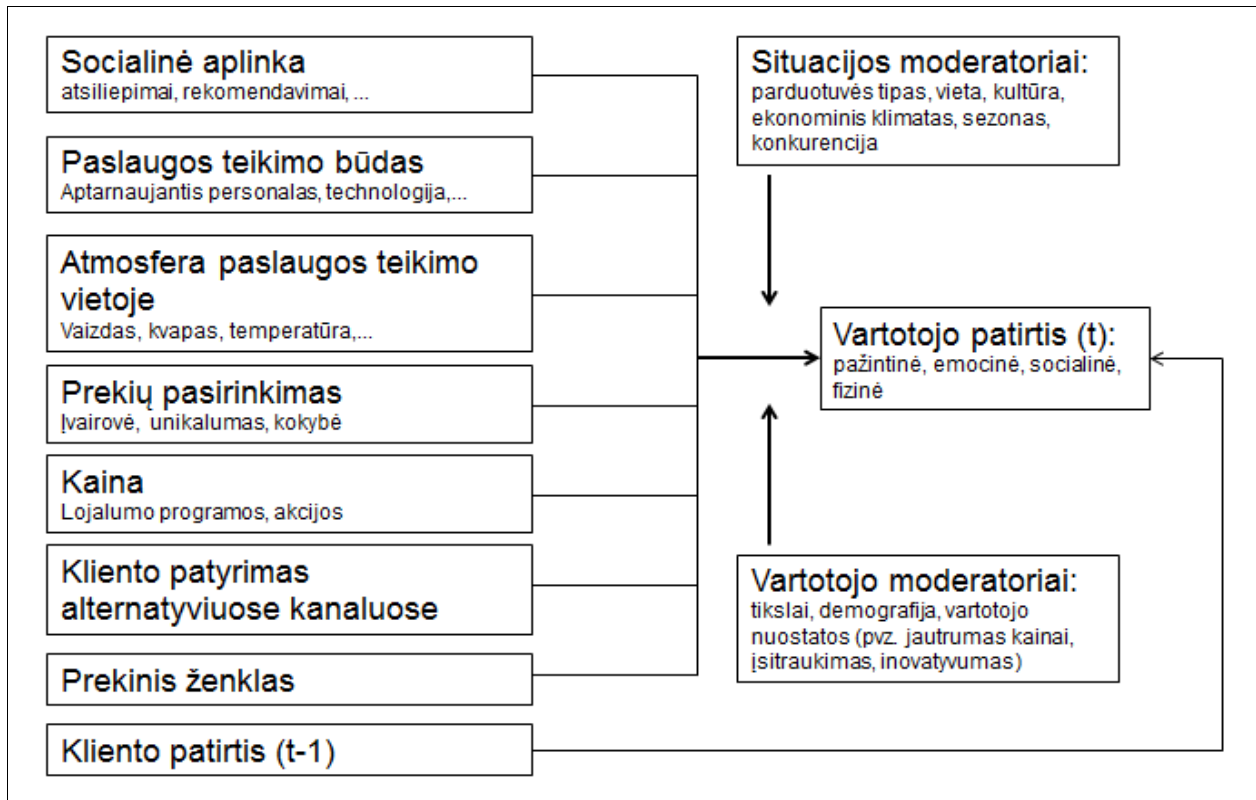 Socialinė aplinka
atsiliepimai, rekomendavimai, ...
Paslaugos teikimo būdas
Aptarnaujantis personalas, technologija,...
Atmosfera paslaugos teikimo
vietoje
Vaizdas, kvapas, temperatūra,...
Prekių pasirinkimas
Įvairovė, unikalumas, kokybė
Kaina
Lojalumo programos, akcijos
Kliento patyrimas
alternatyviuose kanaluose
Prekinis ženklas
Kliento patirtis (t-1)
Situacijos moderatoriai:
parduotuvės tipas, vieta, kultūra,
ekonominis klimatas, sezonas,
konkurencija
Vartotojo patirtis (t):
pažintinė, emocinė, socialinė,
fizinė
Vartotojo moderatoriai:
tikslai, demografija, vartotojo
nuostatos (pvz. jautrumas kainai,
įsitraukimas, inovatyvumas)